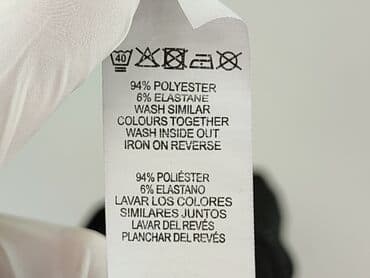 40
94% POLYESTER
6% ELASTANE
WASH SIMILAR
COLOURS TOGETHER
WASH INSIDE OUT
IRON ON REVERSE
94% POLIÉSTER
6% ELASTANO
LAVAR LOS COLORES
SIMILARES JUNTOS
LAVAR DEL REVÉS
PLANCHAR DEL REVÉS